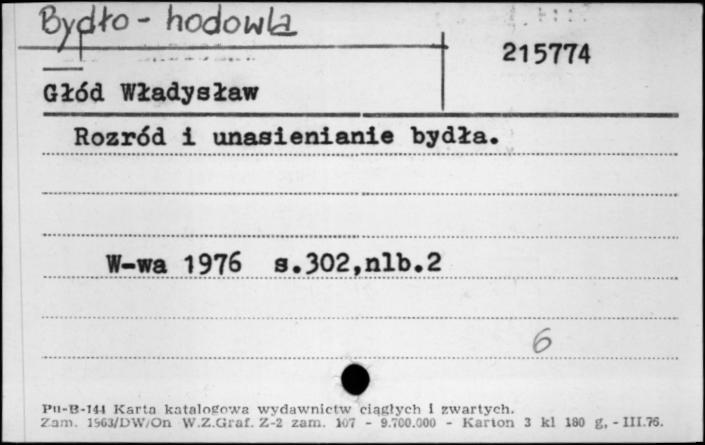 Bydło - hodowla
215774
Głód Władysław
Rozród i unasienianie bydła.
W-wa 1976 s.302,nlb.2
6
Pu-B-144 Karta katalogowa wydawnictw ciągłych i zwartych.
Zam. 1563/DW/On W.Z.Graf. Z-2 zam. 107 - 9.700.000 - Karton 3 kl 180 g, - III.76.